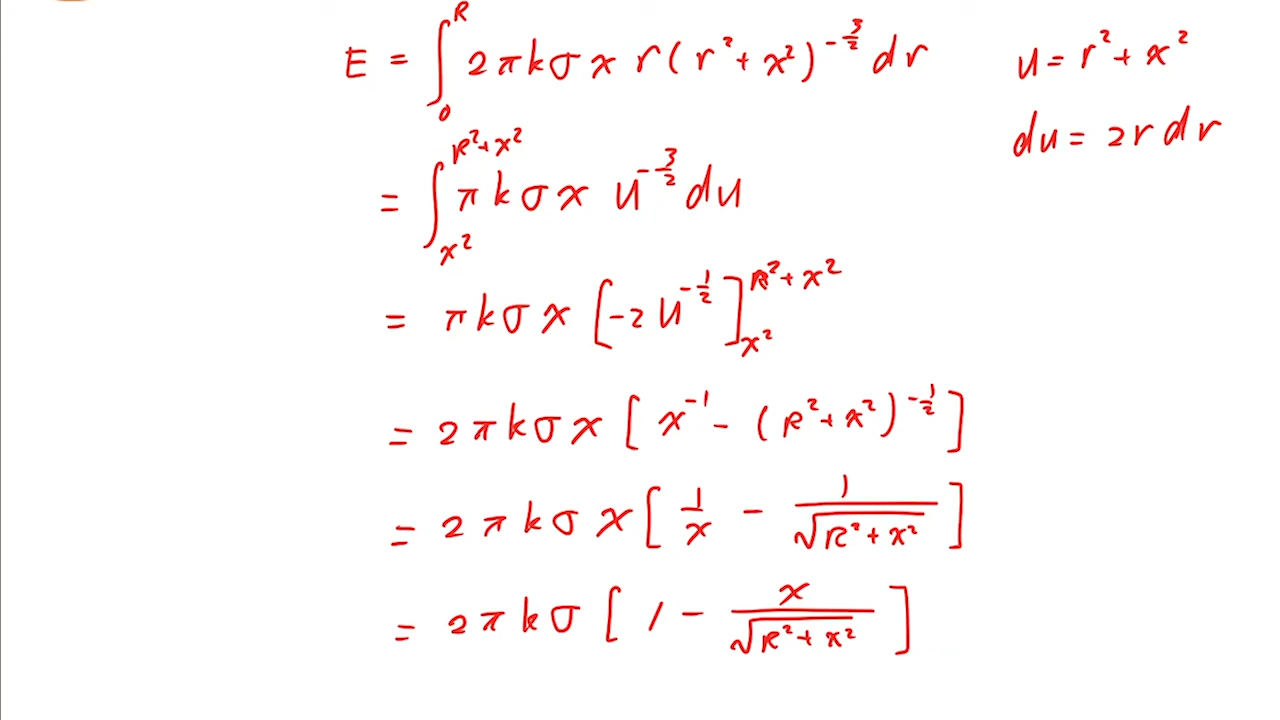 E = ∫₀ᴿ 2πkσx r(r² + x²)^(-3/2) dr
u = r² + x²
du = 2r dr
= ∫_{x²}^{R²+x²} πkσx u^(-3/2) du
= πkσx [-2u^(-1/2)]_{x²}^{R²+x²}
= 2πkσx [x⁻¹ - (R² + x²)^(-1/2)]
= 2πkσx [1/x - 1/√(R² + x²)]
= 2πkσ [1 - x/√(R² + x²)]